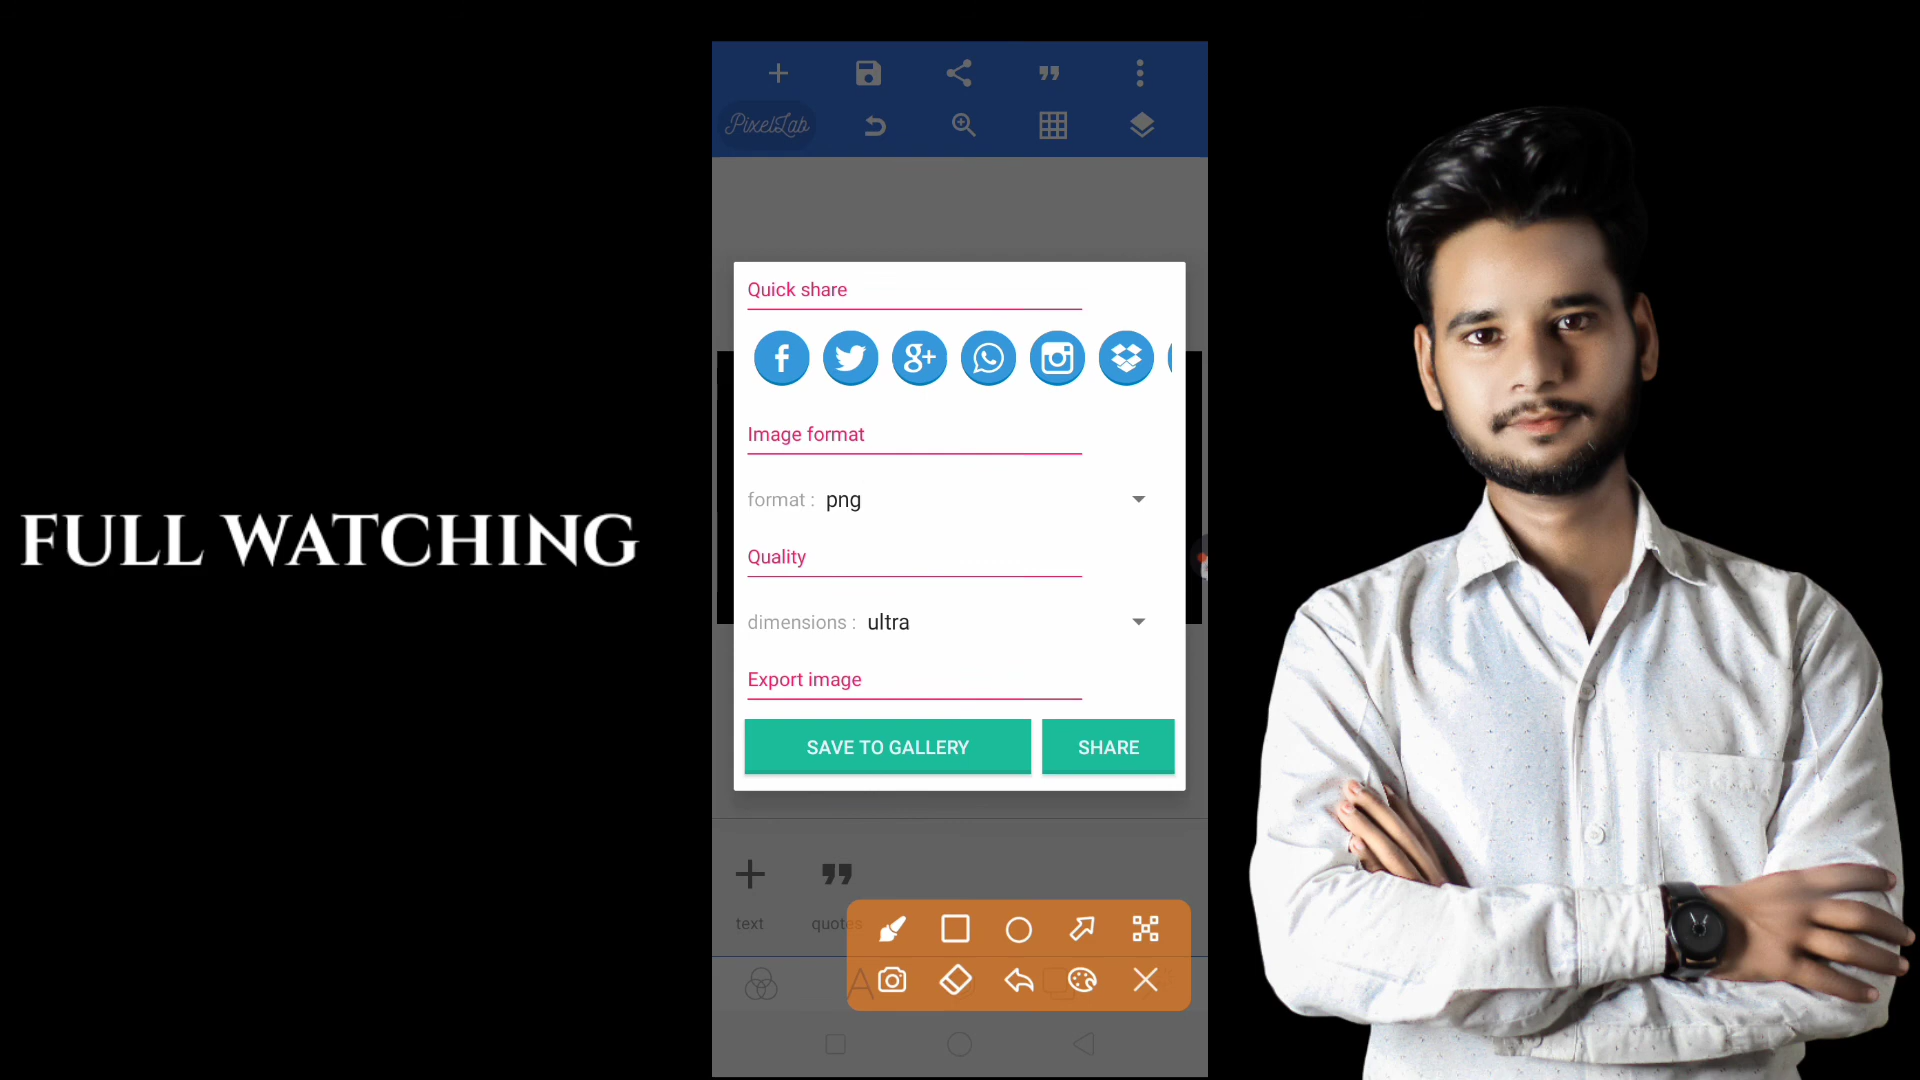 PixelLab
Quick share
Image format
format : png
Quality
dimensions : ultra
Export image
SAVE TO GALLERY SHARE
text quotes
FULL WATCHING